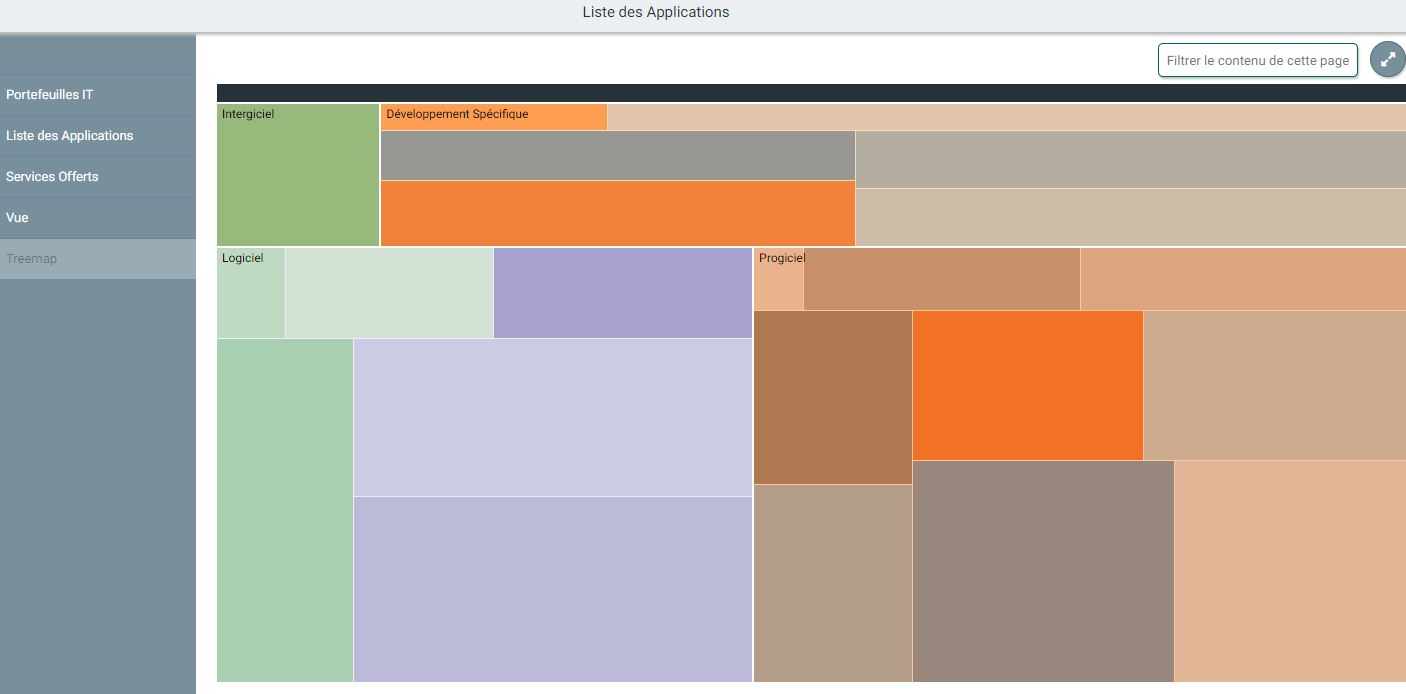 Liste des Applications
Filtrer le contenu de cette page
Portefeuilles IT
Liste des Applications
Services Offerts
Vue
Treemap
Intergiciel
Développement Spécifique
Logiciel
Progiciel